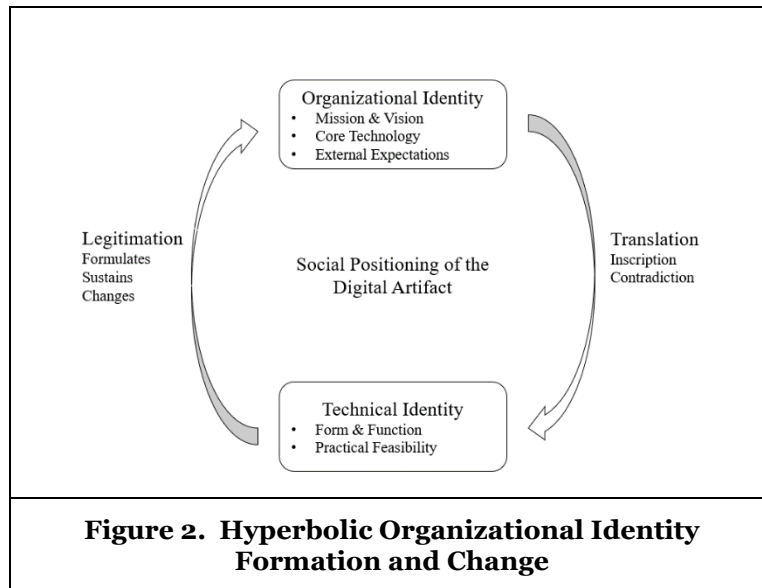 Organizational Identity
• Mission & Vision
• Core Technology
• External Expectations
Legitimation
Formulates
Sustains
Changes
Social Positioning of the
Digital Artifact
Translation
Inscription
Contradiction
Technical Identity
• Form & Function
• Practical Feasibility
Figure 2. Hyperbolic Organizational Identity
Formation and Change